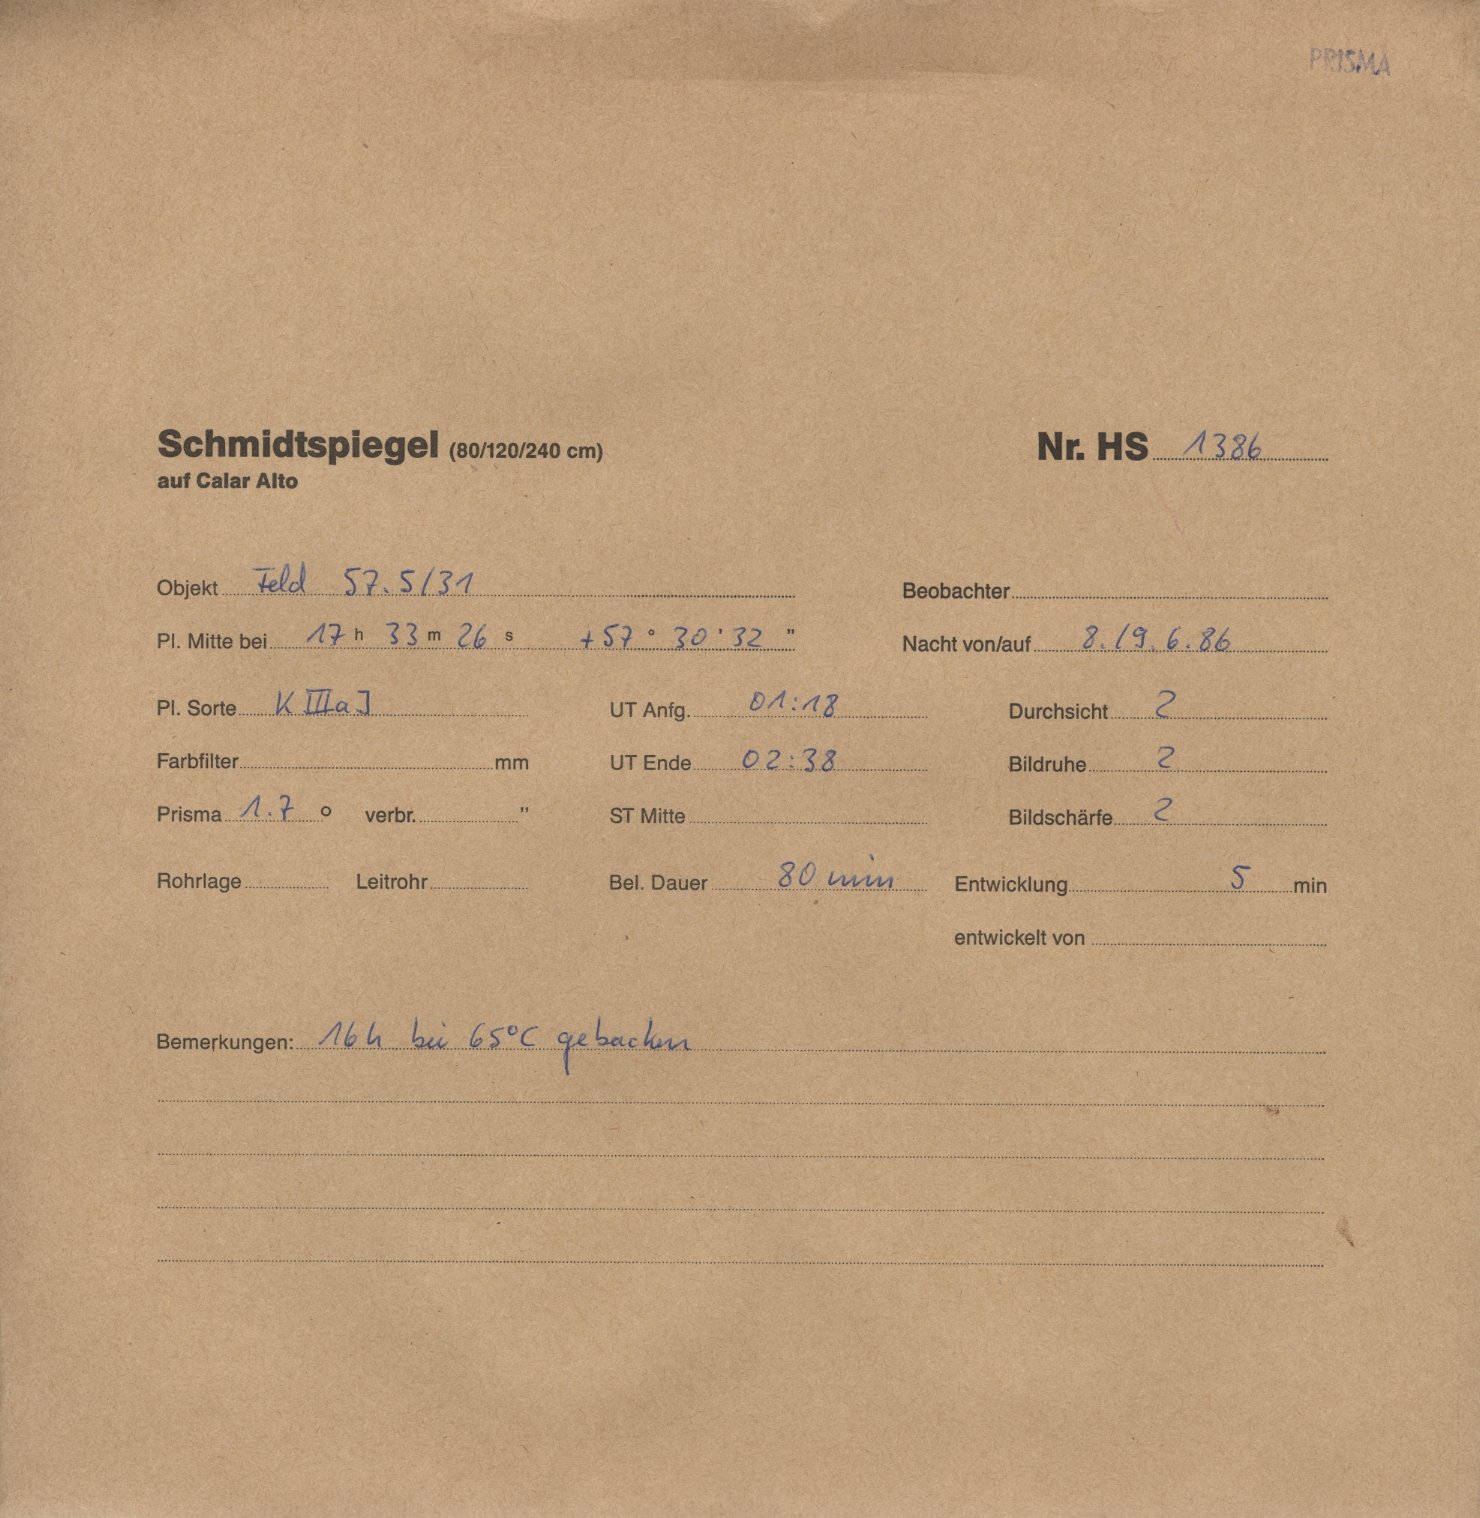 PRISMA
Schmidtspiegel (80/120/240 cm) Nr. HS 1386
auf Calar Alto
Objekt Feld 57.5/31 Beobachter
Pl. Mitte bei 17 h 33 m 26 s +57 ° 30 ' 32 " Nacht von/auf 8./9.6.86
Pl. Sorte K IIIaJ UT Anfg. 01:18 Durchsicht 2
Farbfilter mm UT Ende 02:38 Bildruhe 2
Prisma 1.7 ° verbr. " ST Mitte Bildschärfe 2
Rohrlage Leitrohr Bel. Dauer 80 min Entwicklung 5 min
entwickelt von
Bemerkungen: 16h bei 65°C gebacken